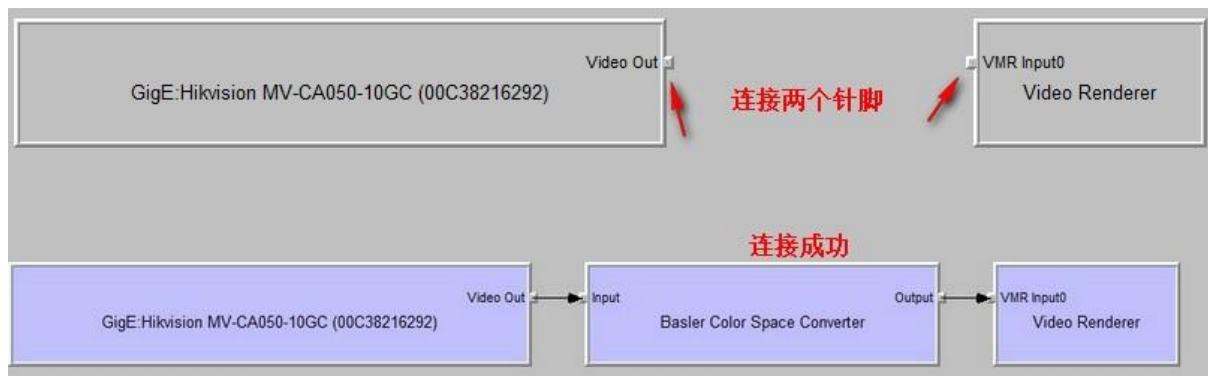 Video Out
GigE:Hikvision MV-CA050-10GC (00C38216292)
连接两个针脚
VMR Input0
Video Renderer
连接成功
Video Out
GigE:Hikvision MV-CA050-10GC (00C38216292)
Input
Output
Basler Color Space Converter
VMR Input0
Video Renderer